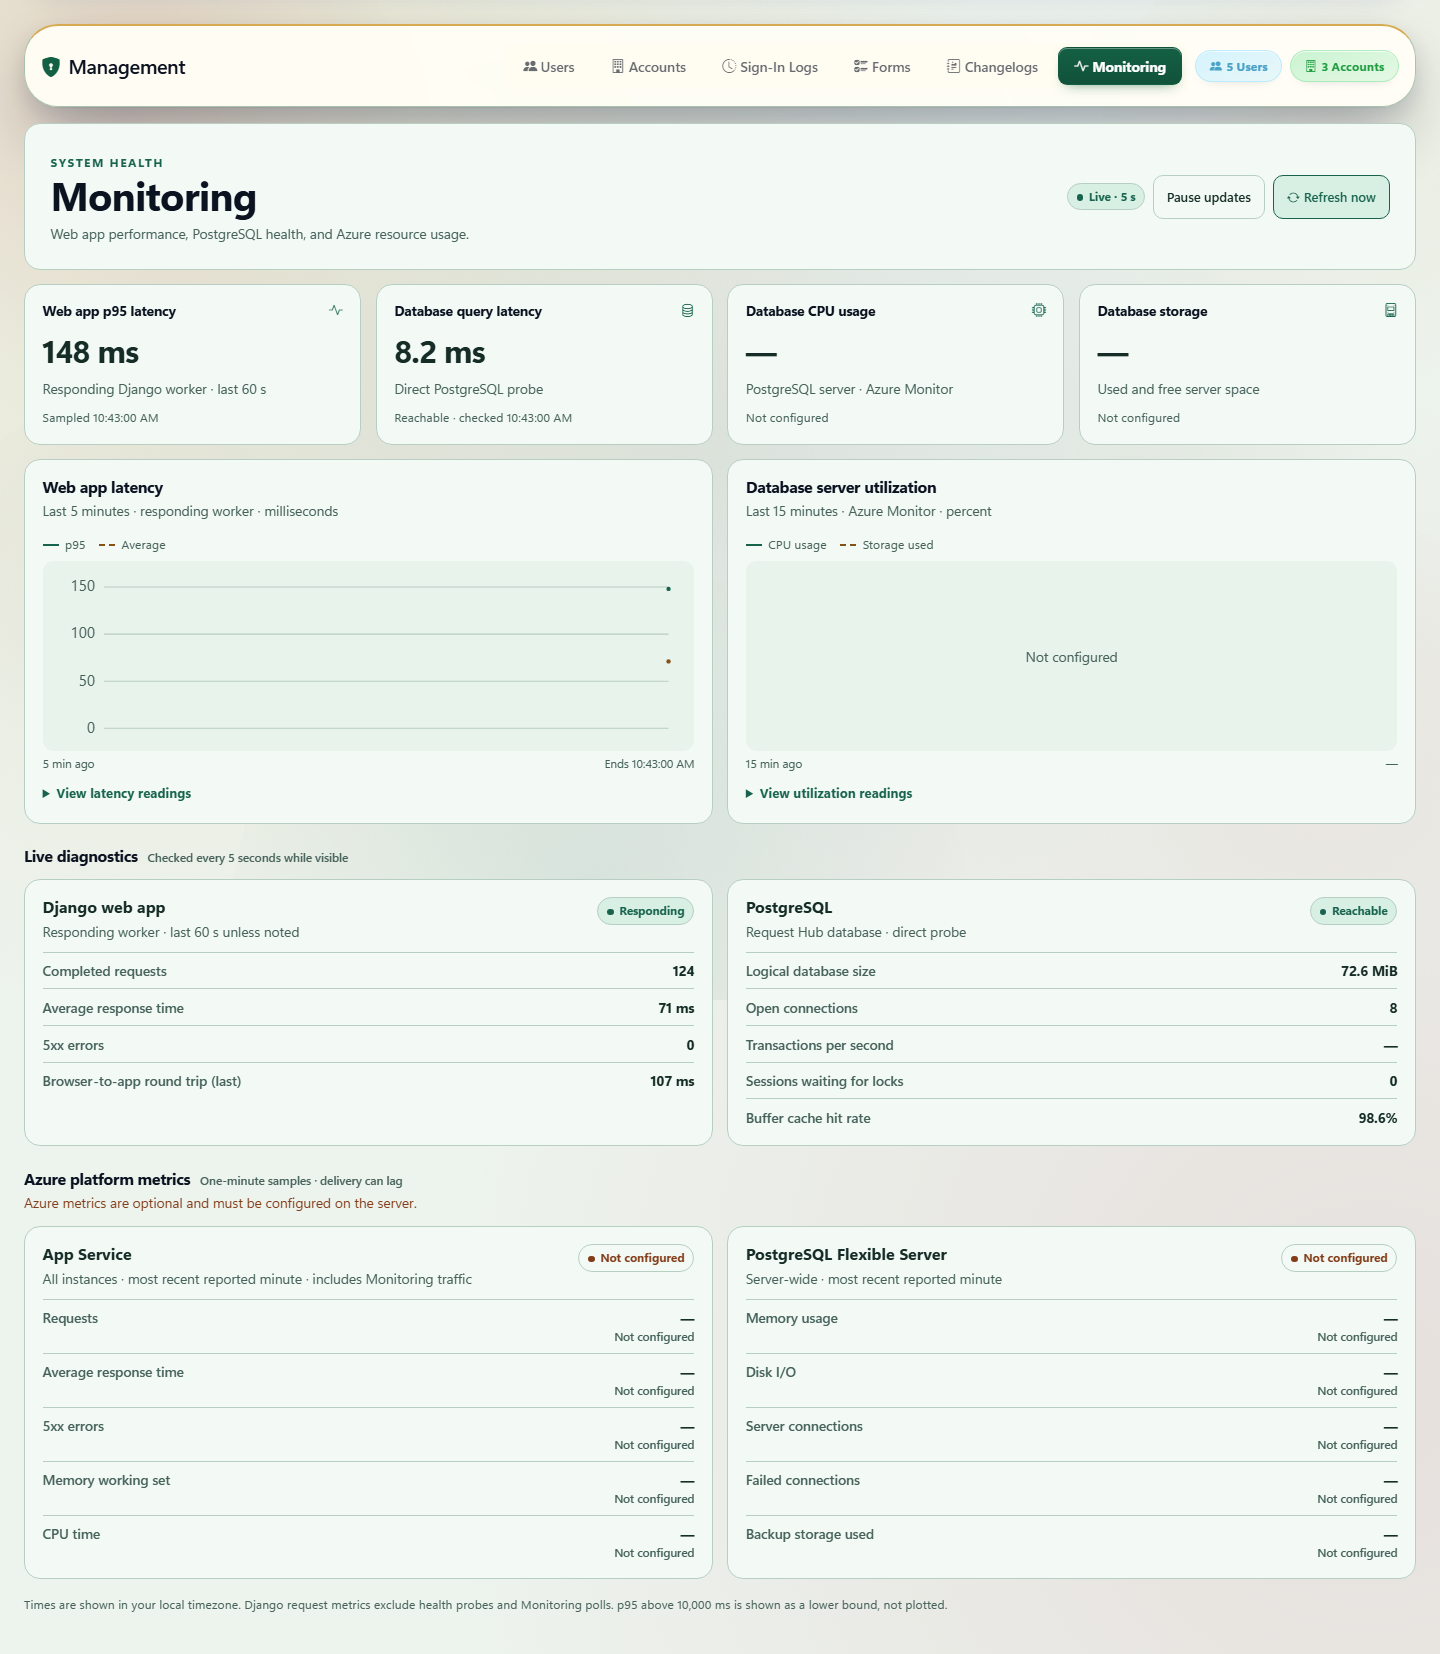 Management
Users
Accounts
Sign-In Logs
Forms
Changelogs
Monitoring
5 Users
3 Accounts
SYSTEM HEALTH
Monitoring
Web app performance, PostgreSQL health, and Azure resource usage.
Live · 5 s
Pause updates
Refresh now
Web app p95 latency
148 ms
Responding Django worker · last 60 s
Sampled 10:43:00 AM
Database query latency
8.2 ms
Direct PostgreSQL probe
Reachable · checked 10:43:00 AM
Database CPU usage
—
PostgreSQL server · Azure Monitor
Not configured
Database storage
—
Used and free server space
Not configured
Web app latency
Last 5 minutes · responding worker · milliseconds
p95
Average
150
100
50
0
5 min ago
Ends 10:43:00 AM
View latency readings
Database server utilization
Last 15 minutes · Azure Monitor · percent
CPU usage
Storage used
Not configured
15 min ago
—
View utilization readings
Live diagnostics
Checked every 5 seconds while visible
Django web app
Responding
Responding worker · last 60 s unless noted
Completed requests
124
Average response time
71 ms
5xx errors
0
Browser-to-app round trip (last)
107 ms
PostgreSQL
Reachable
Request Hub database · direct probe
Logical database size
72.6 MiB
Open connections
8
Transactions per second
—
Sessions waiting for locks
0
Buffer cache hit rate
98.6%
Azure platform metrics
One-minute samples · delivery can lag
Azure metrics are optional and must be configured on the server.
App Service
Not configured
All instances · most recent reported minute · includes Monitoring traffic
Requests
—
Not configured
Average response time
—
Not configured
5xx errors
—
Not configured
Memory working set
—
Not configured
CPU time
—
Not configured
PostgreSQL Flexible Server
Not configured
Server-wide · most recent reported minute
Memory usage
—
Not configured
Disk I/O
—
Not configured
Server connections
—
Not configured
Failed connections
—
Not configured
Backup storage used
—
Not configured
Times are shown in your local timezone. Django request metrics exclude health probes and Monitoring polls. p95 above 10,000 ms is shown as a lower bound, not plotted.